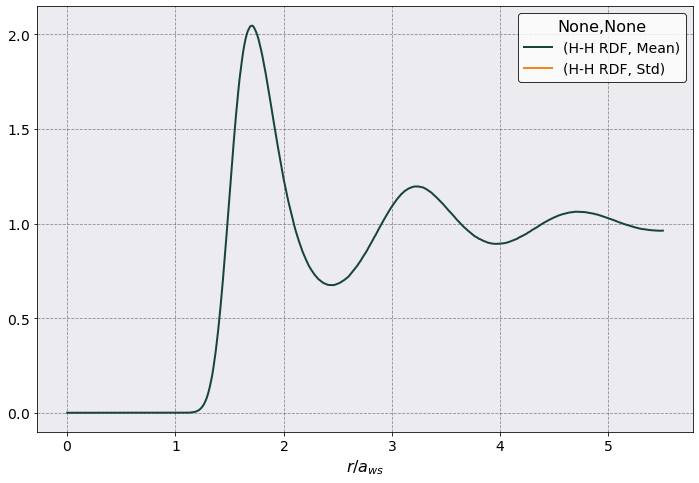 None,None
(H-H RDF, Mean)
(H-H RDF, Std)
2.0
1.5
1.0
0.5
0.0
0 1 2 3 4 5
r/a_ws